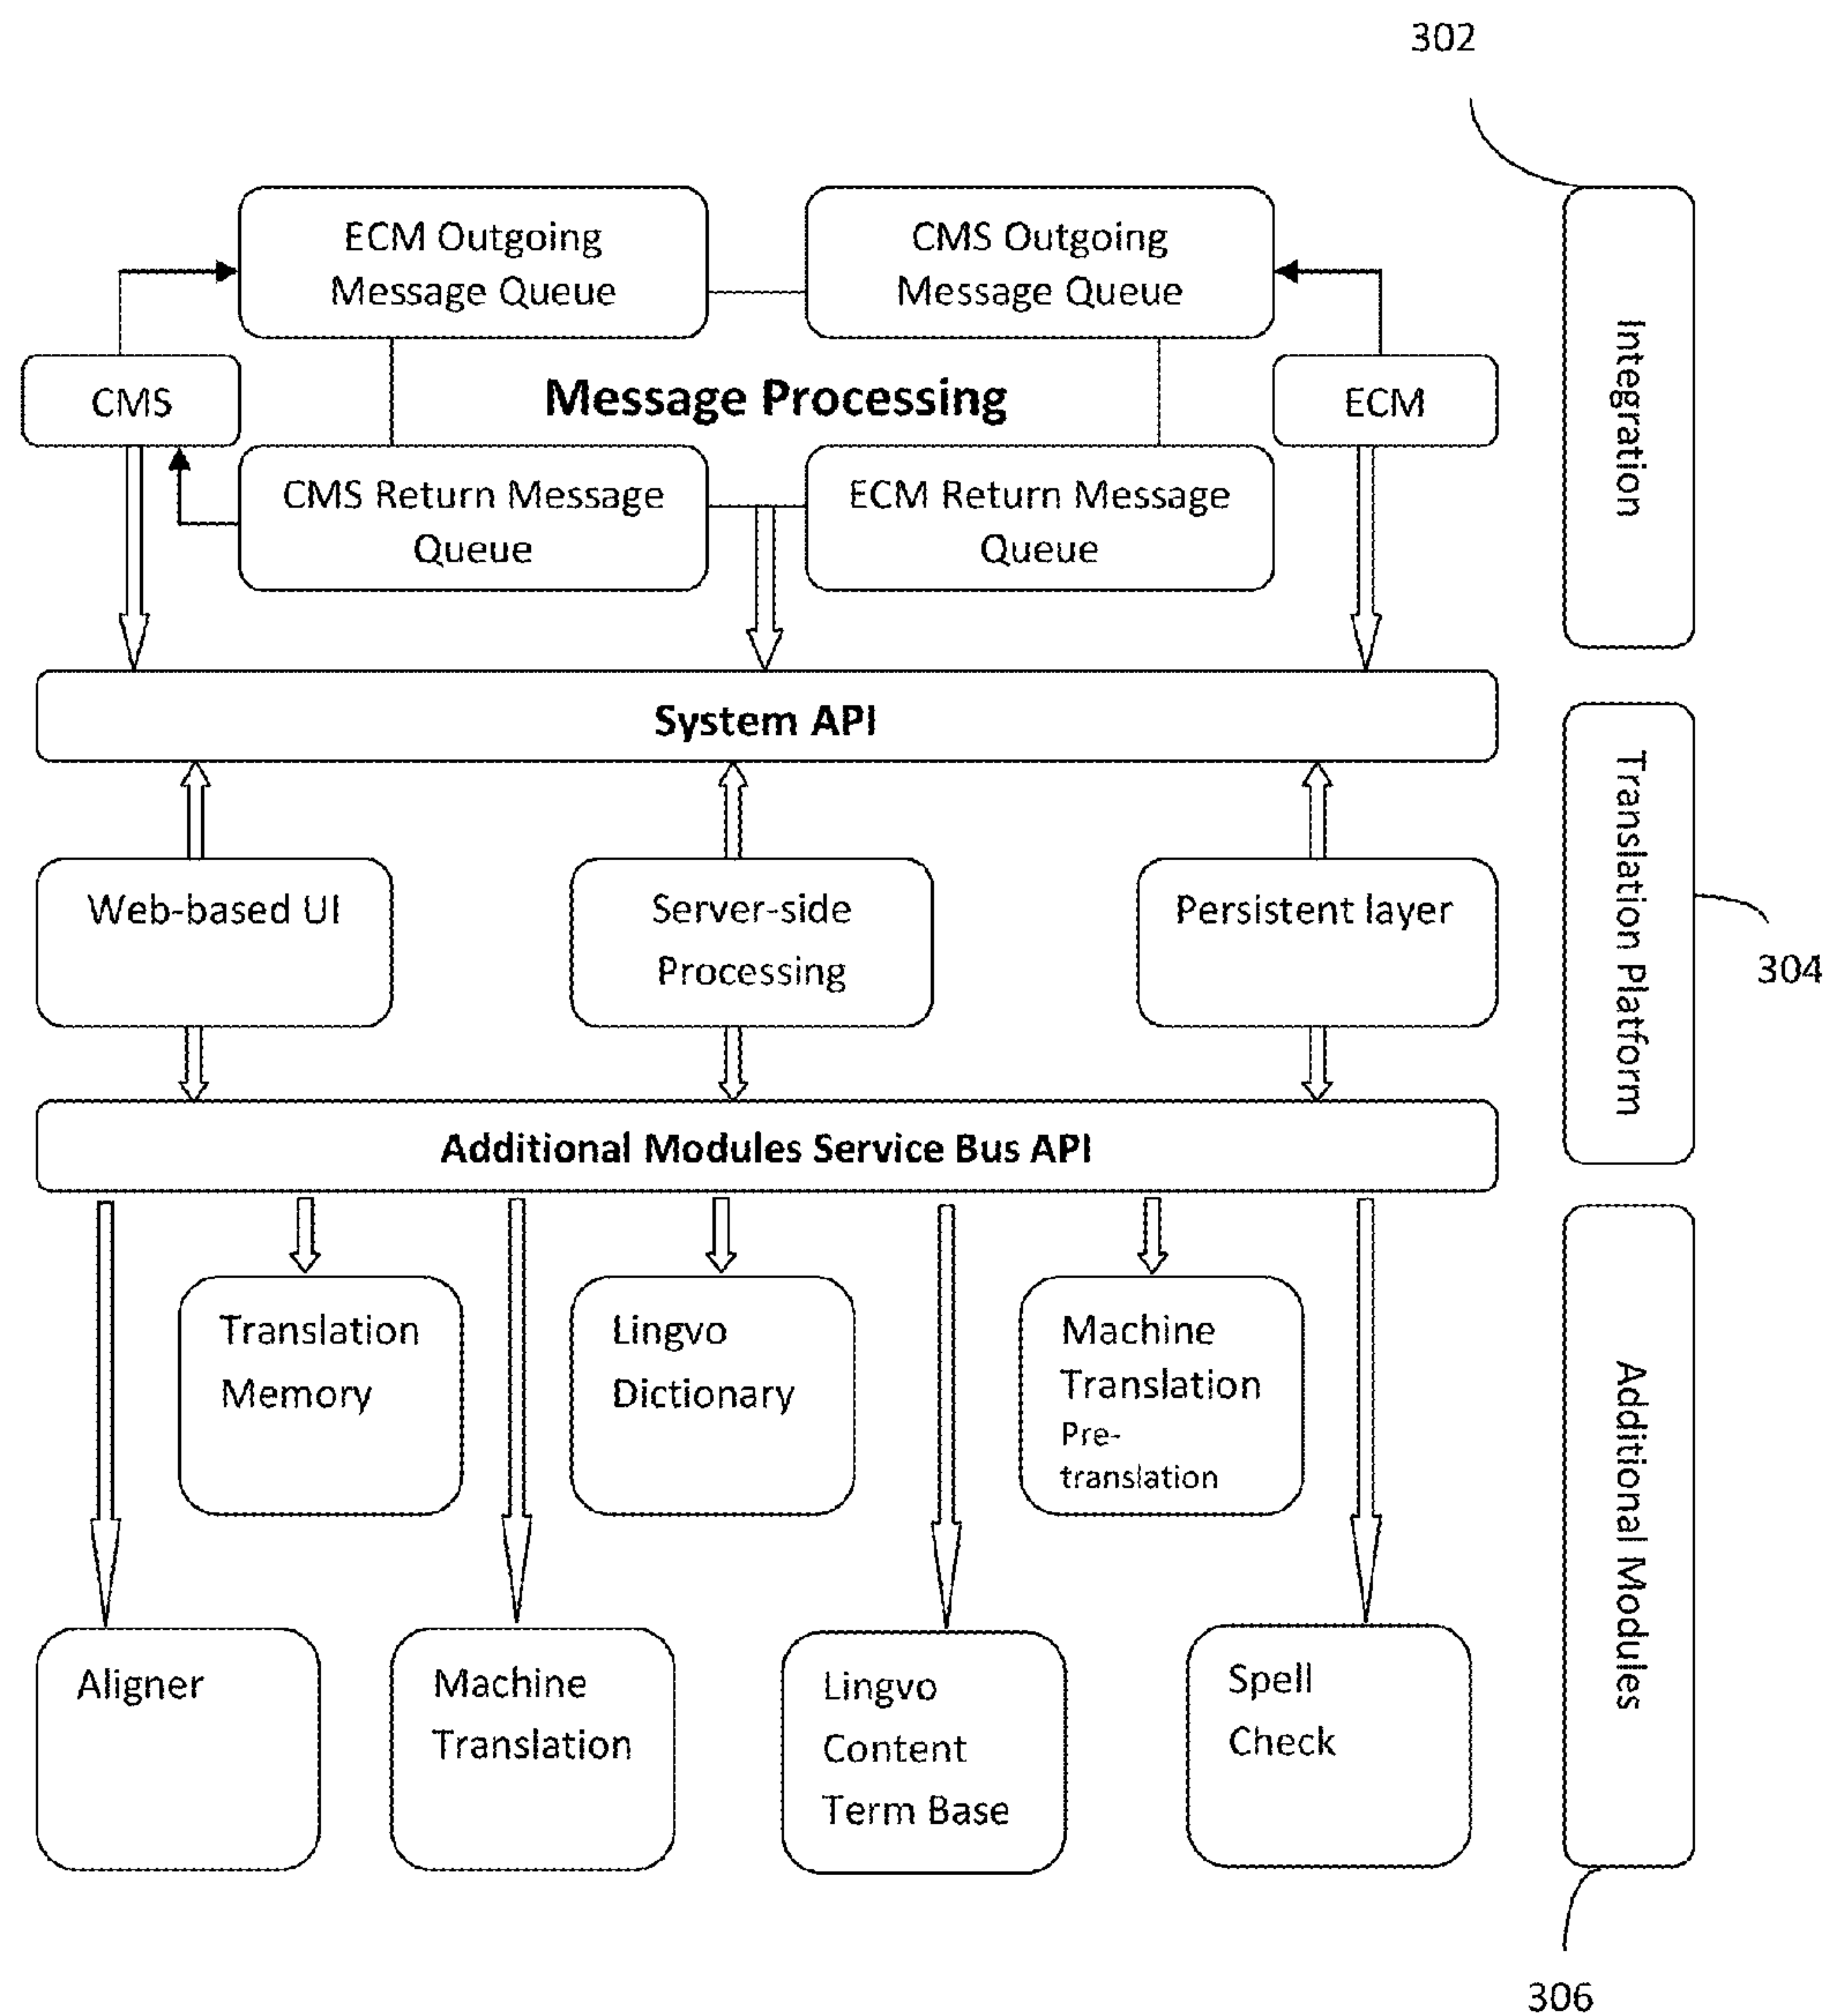 302
ECM Outgoing
Message Queue
CMS Outgoing
Message Queue
CMS
Message Processing
ECM
CMS Return Message
Queue
ECM Return Message
Queue
Integration
System API
Web-based UI
Server-side
Processing
Persistent layer
Translation Platform
304
Additional Modules Service Bus API
Translation
Memory
Lingvo
Dictionary
Machine
Translation
Pre-
translation
Aligner
Machine
Translation
Lingvo
Content
Term Base
Spell
Check
Additional Modules
306